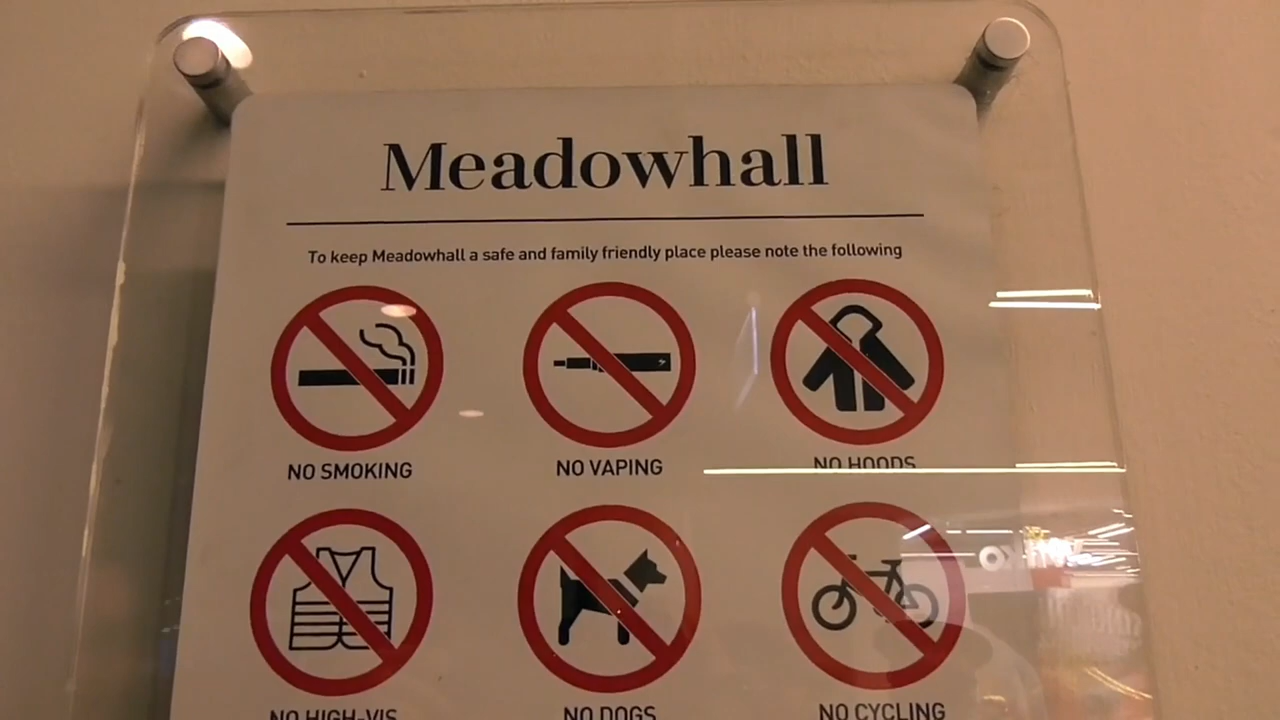 Meadowhall
To keep Meadowhall a safe and family friendly place please note the following
NO SMOKING
NO VAPING
NO HOODS
NO HIGH-VIS
NO DOGS
NO CYCLING